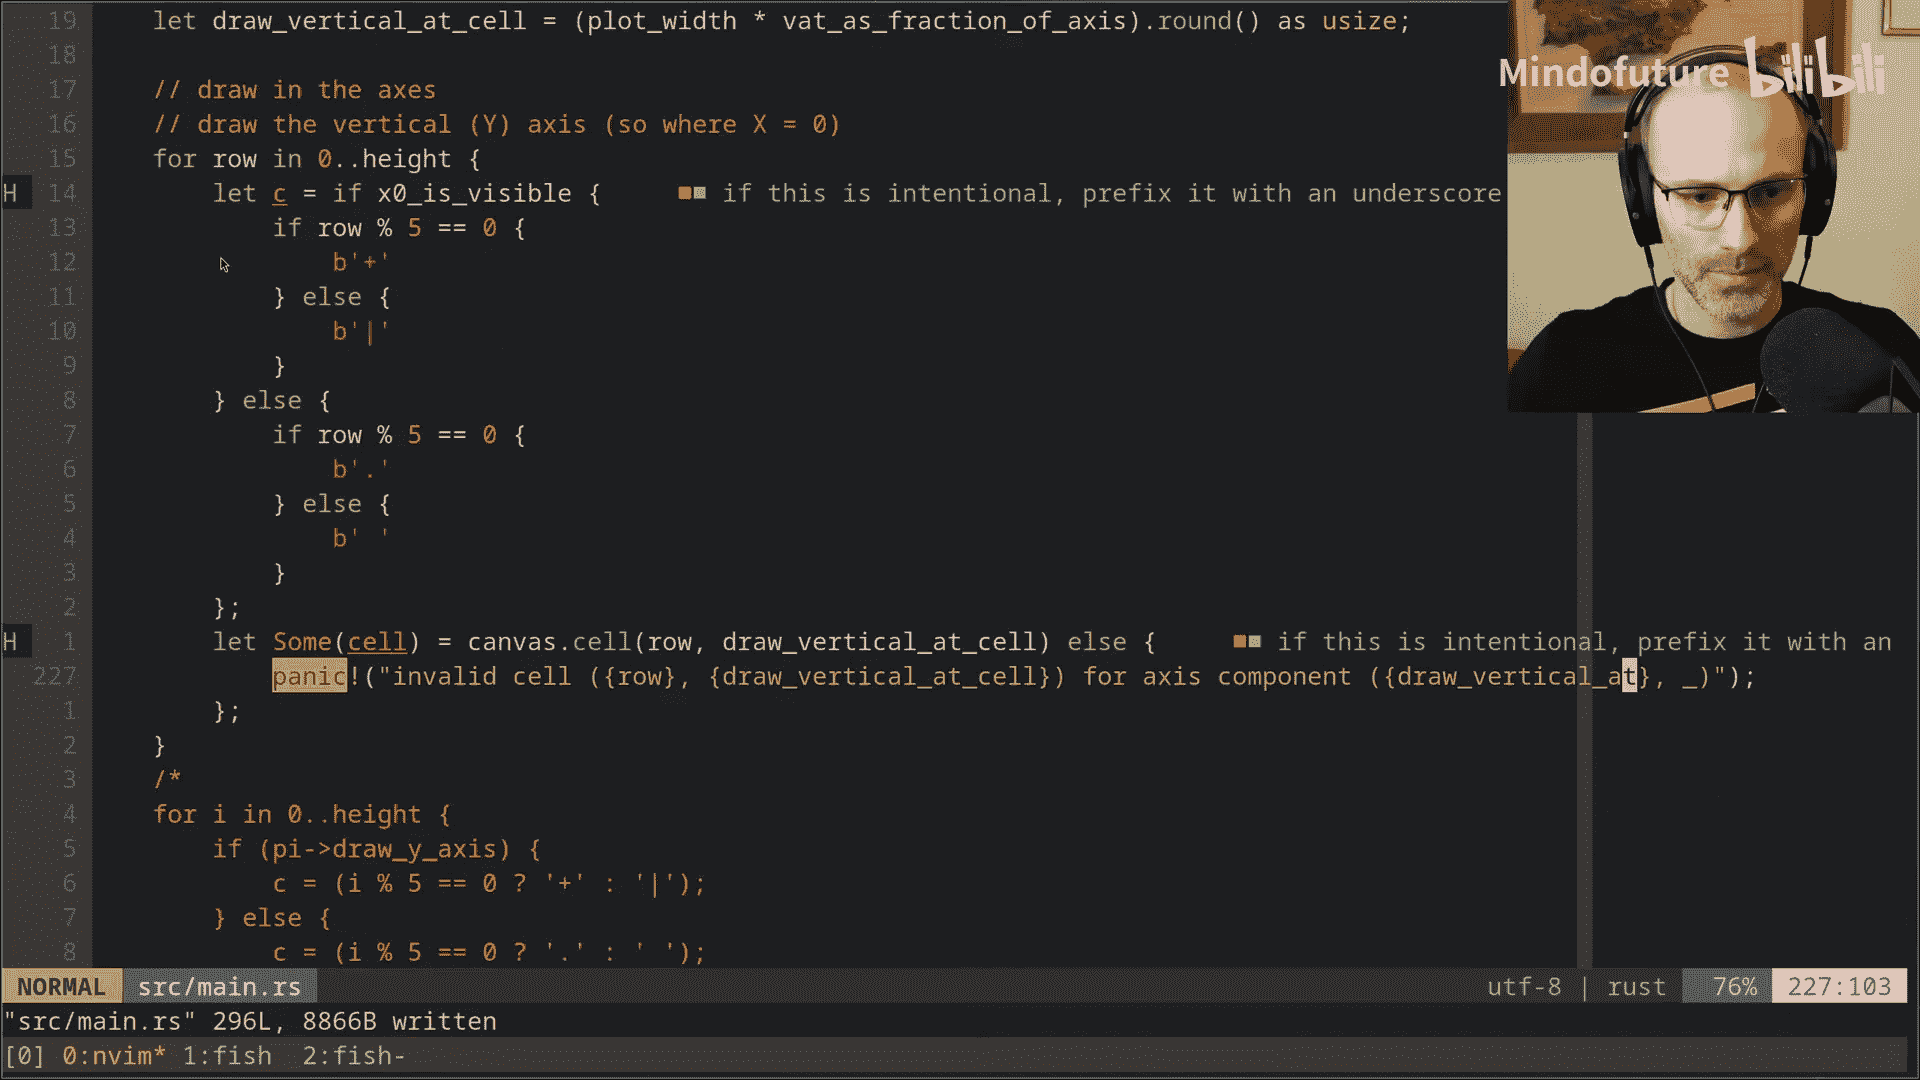 19 let draw_vertical_at_cell = (plot_width * vat_as_fraction_of_axis).round() as usize;
18
17 // draw in the axes
16 // draw the vertical (Y) axis (so where X = 0)
15 for row in 0..height {
H 14 let c = if x0_is_visible { if this is intentional, prefix it with an underscore
13 if row % 5 == 0 {
12 b'+'
11 } else {
10 b'|'
9 }
8 } else {
7 if row % 5 == 0 {
6 b'.'
5 } else {
4 b' '
3 }
2 };
H 1 let Some(cell) = canvas.cell(row, draw_vertical_at_cell) else { if this is intentional, prefix it with an
227 panic!("invalid cell ({row}, {draw_vertical_at_cell}) for axis component ({draw_vertical_at}, _)");
1 };
2 }
3 /*
4 for i in 0..height {
5 if (pi->draw_y_axis) {
6 c = (i % 5 == 0 ? '+' : '|');
7 } else {
8 c = (i % 5 == 0 ? '.' : ' ');
NORMAL src/main.rs utf-8 | rust 76% 227:103
"src/main.rs" 296L, 8866B written
[0] 0:nvim* 1:fish 2:fish-
Mindofuture bilibili